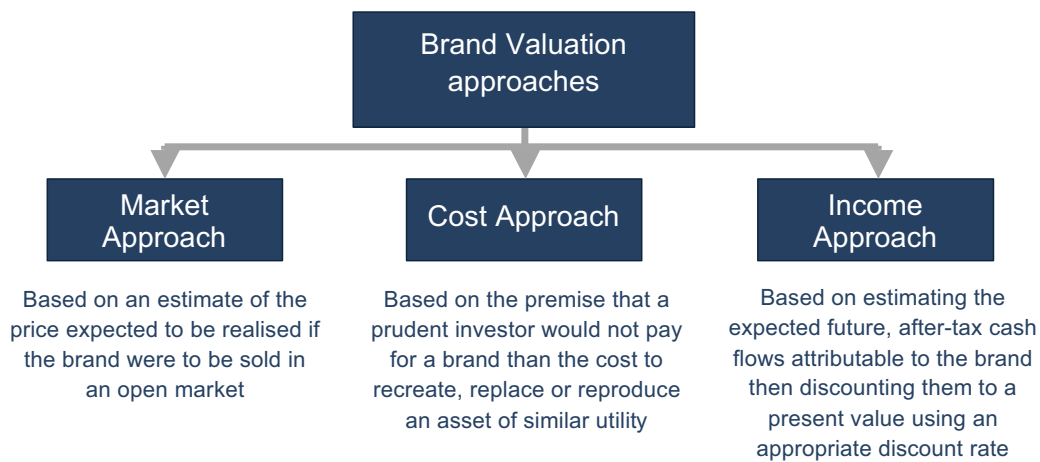 Brand Valuation
approaches
Market
Approach
Cost Approach
Income
Approach
Based on an estimate of the
price expected to be realised if
the brand were to be sold in
an open market
Based on the premise that a
prudent investor would not pay
for a brand than the cost to
recreate, replace or reproduce
an asset of similar utility
Based on estimating the
expected future, after-tax cash
flows attributable to the brand
then discounting them to a
present value using an
appropriate discount rate